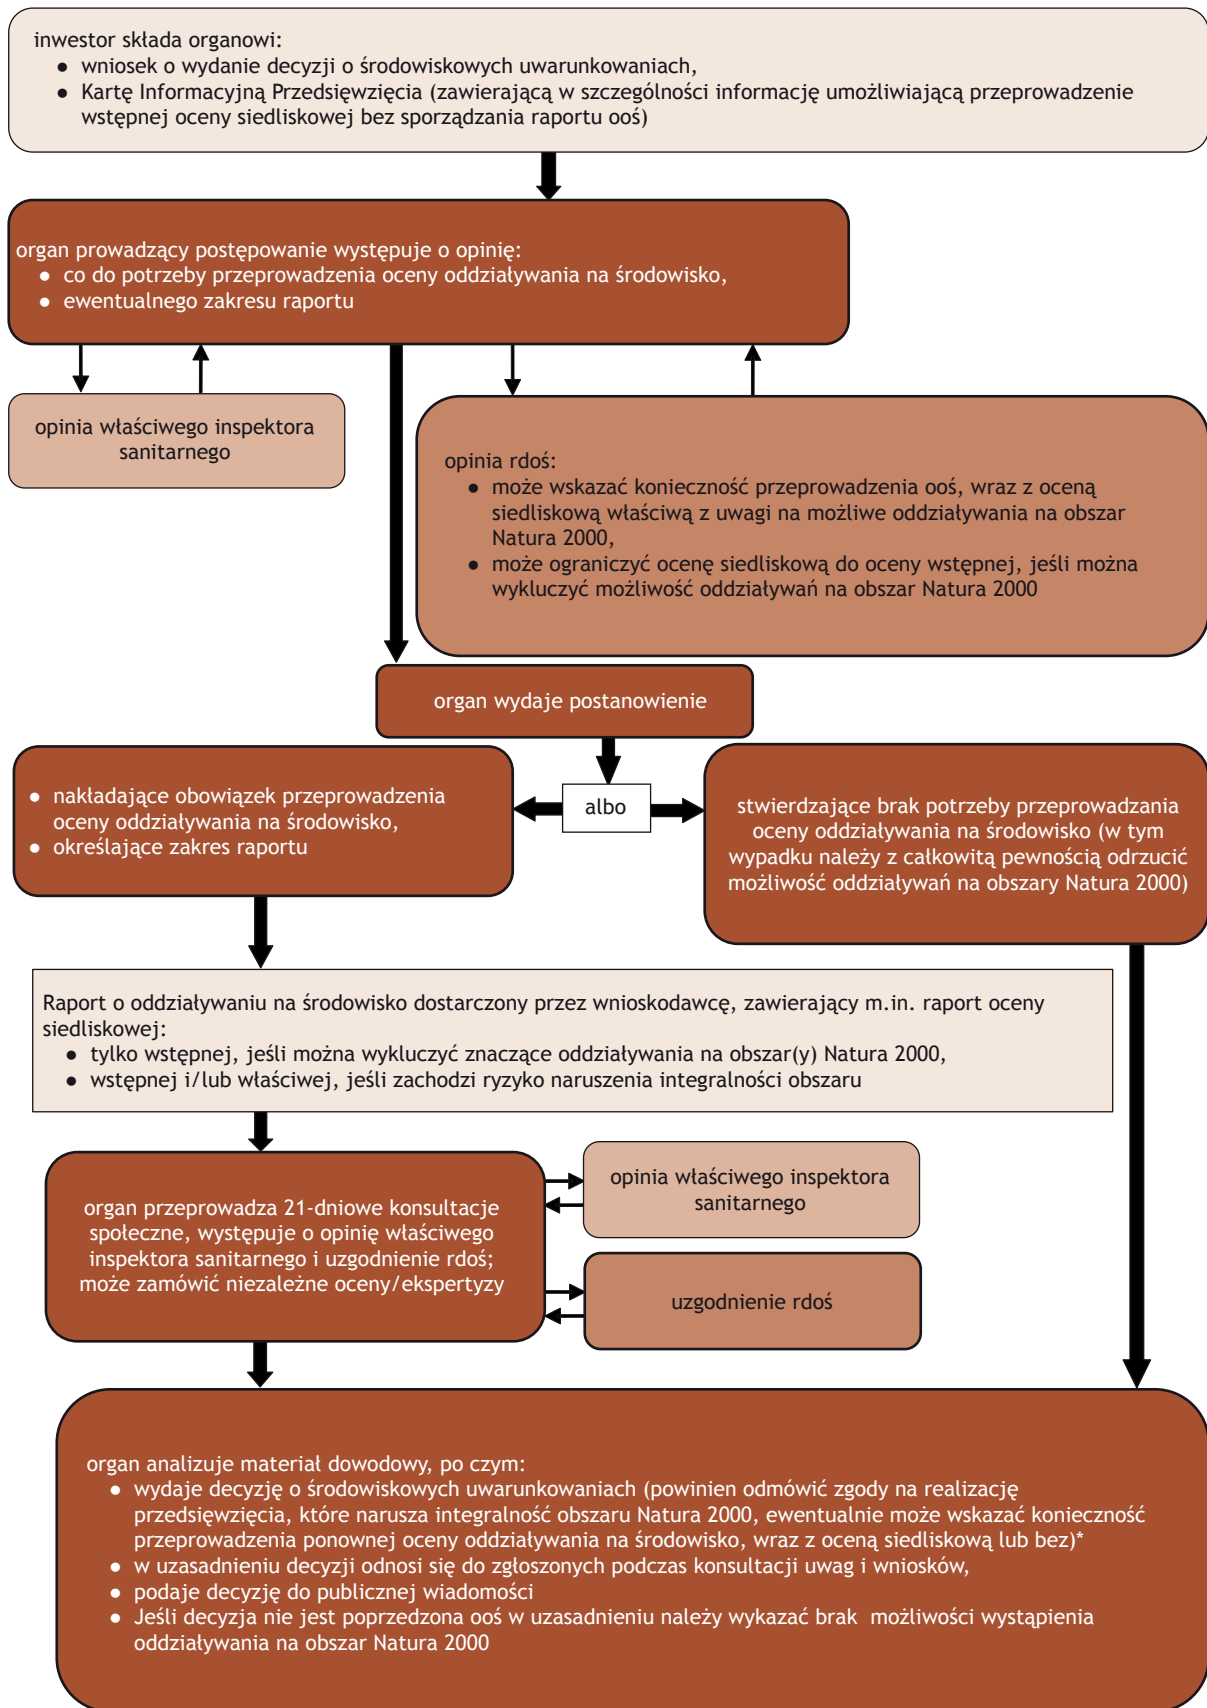 inwestor składa organowi:
● wniosek o wydanie decyzji o środowiskowych uwarunkowaniach,
● Kartę Informacyjną Przedsięwzięcia (zawierającą w szczególności informację umożliwiającą przeprowadzenie
wstępnej oceny siedliskowej bez sporządzania raportu ooś)
organ prowadzący postępowanie występuje o opinię:
● co do potrzeby przeprowadzenia oceny oddziaływania na środowisko,
● ewentualnego zakresu raportu
opinia właściwego inspektora
sanitarnego
opinia rdoś:
● może wskazać konieczność przeprowadzenia ooś, wraz z oceną
siedliskową właściwą z uwagi na możliwe oddziaływania na obszar
Natura 2000,
● może ograniczyć ocenę siedliskową do oceny wstępnej, jeśli można
wykluczyć możliwość oddziaływań na obszar Natura 2000
organ wydaje postanowienie
● nakładające obowiązek przeprowadzenia
oceny oddziaływania na środowisko,
● określające zakres raportu
albo
stwierdzające brak potrzeby przeprowadzania
oceny oddziaływania na środowisko (w tym
wypadku należy z całkowitą pewnością odrzucić
możliwość oddziaływań na obszary Natura 2000)
Raport o oddziaływaniu na środowisko dostarczony przez wnioskodawcę, zawierający m.in. raport oceny
siedliskowej:
● tylko wstępnej, jeśli można wykluczyć znaczące oddziaływania na obszar(y) Natura 2000,
● wstępnej i/lub właściwej, jeśli zachodzi ryzyko naruszenia integralności obszaru
organ przeprowadza 21-dniowe konsultacje
społeczne, występuje o opinię właściwego
inspektora sanitarnego i uzgodnienie rdoś;
może zamówić niezależne oceny/ekspertyzy
opinia właściwego inspektora
sanitarnego
uzgodnienie rdoś
organ analizuje materiał dowodowy, po czym:
● wydaje decyzję o środowiskowych uwarunkowaniach (powinien odmówić zgody na realizację
przedsięwzięcia, które narusza integralność obszaru Natura 2000, ewentualnie może wskazać konieczność
przeprowadzenia ponownej oceny oddziaływania na środowisko, wraz z oceną siedliskową lub bez)*
● w uzasadnieniu decyzji odnosi się do zgłoszonych podczas konsultacji uwag i wniosków,
● podaje decyzję do publicznej wiadomości
● Jeśli decyzja nie jest poprzedzona ooś w uzasadnieniu należy wykazać brak  możliwości wystąpienia
oddziaływania na obszar Natura 2000